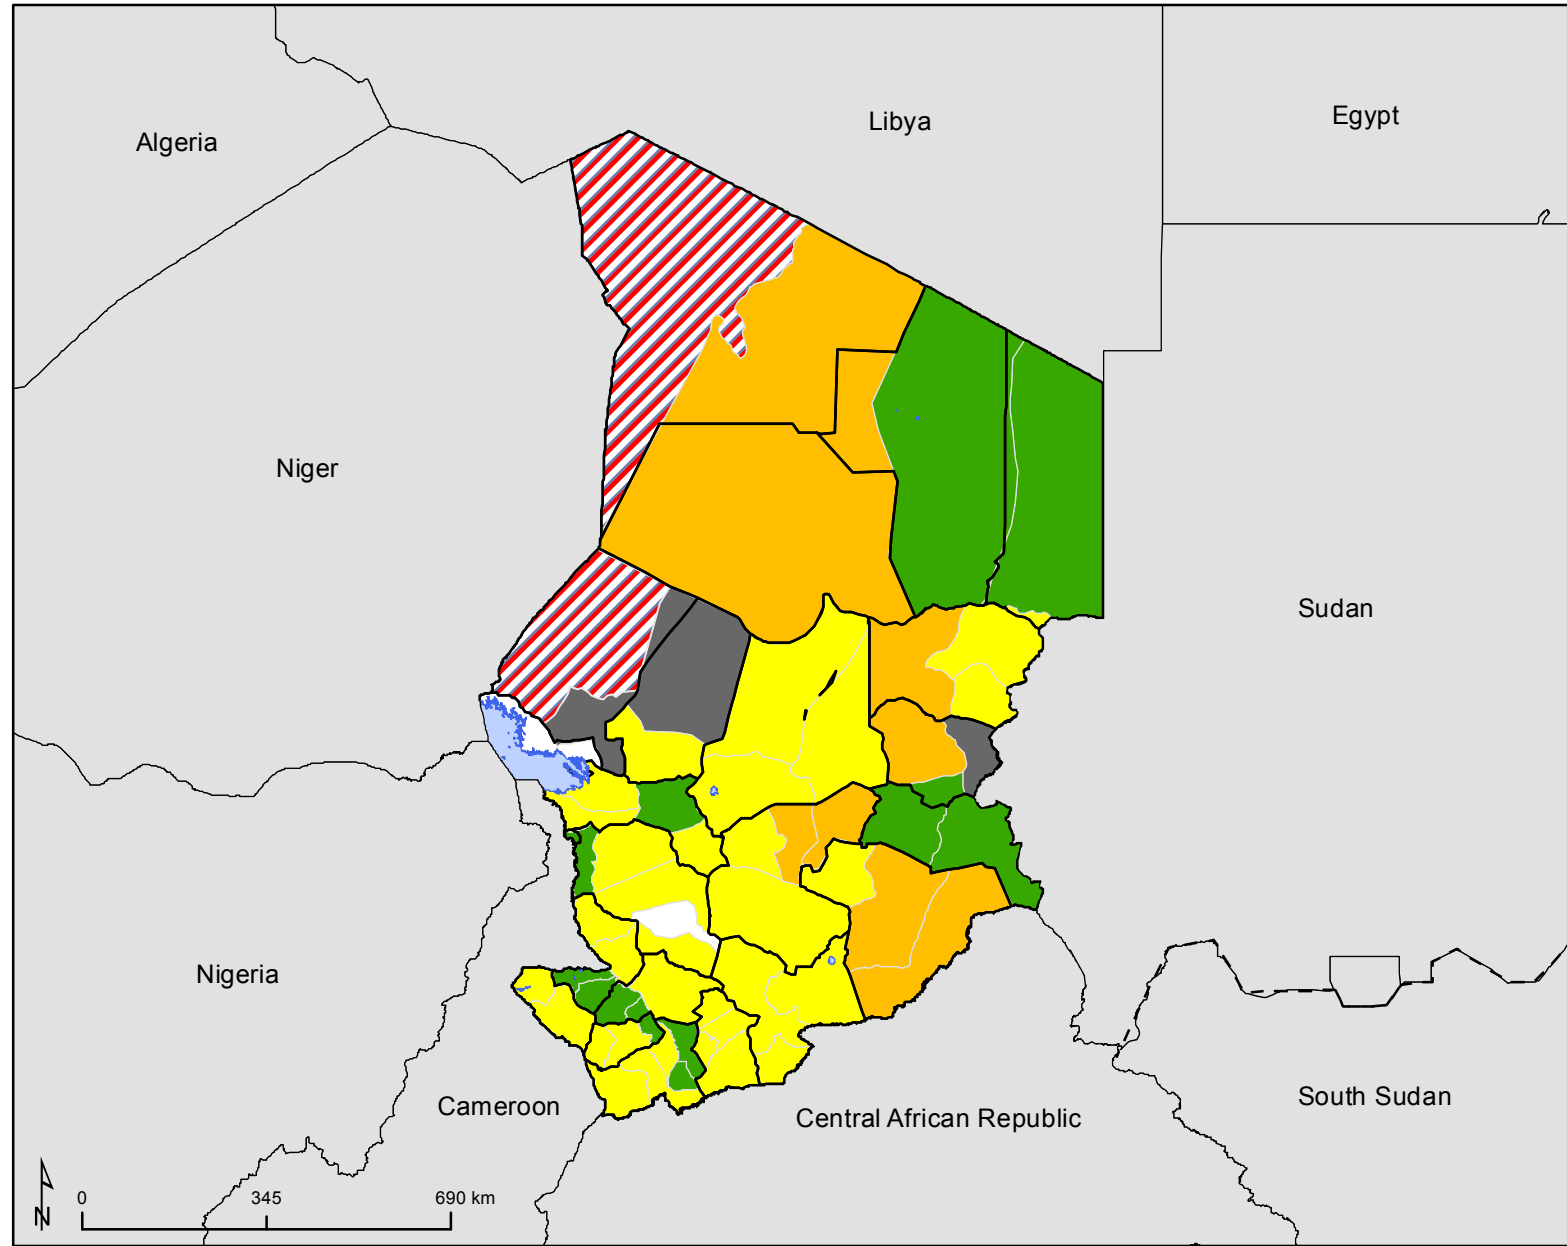 Libya
Egypt
Algeria
Niger
Sudan
Nigeria
Cameroon
Central African Republic
South Sudan
N
0 345 690 km